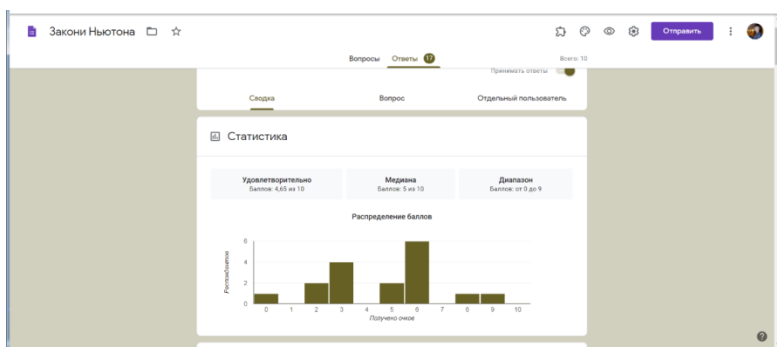 Закони Ньютона
Отправить
Вопросы Ответы 17
Всего: 10
Принимать ответы
Сводка Вопрос Отдельный пользователь
Статистика
Удовлетворительно Медиана Диапазон
Баллов: 4,65 из 10 Баллов: 5 из 10 Баллов: от 0 до 9
Распределение баллов
6
4
2
0
0 1 2 3 4 5 6 7 8 9 10
Получено очков